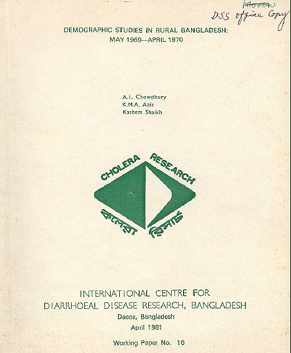 DSS office Copy
DEMOGRAPHIC STUDIES IN RURAL BANGLADESH:
MAY 1969—APRIL 1970
A.I. Chowdhury
K.M.A. Aziz
Kashem Shaikh
CHOLERA RESEARCH
কলেরা রিসার্চ
INTERNATIONAL CENTRE FOR
DIARRHOEAL DISEASE RESEARCH, BANGLADESH
Dacca, Bangladesh
April 1981
Working Paper No. 16